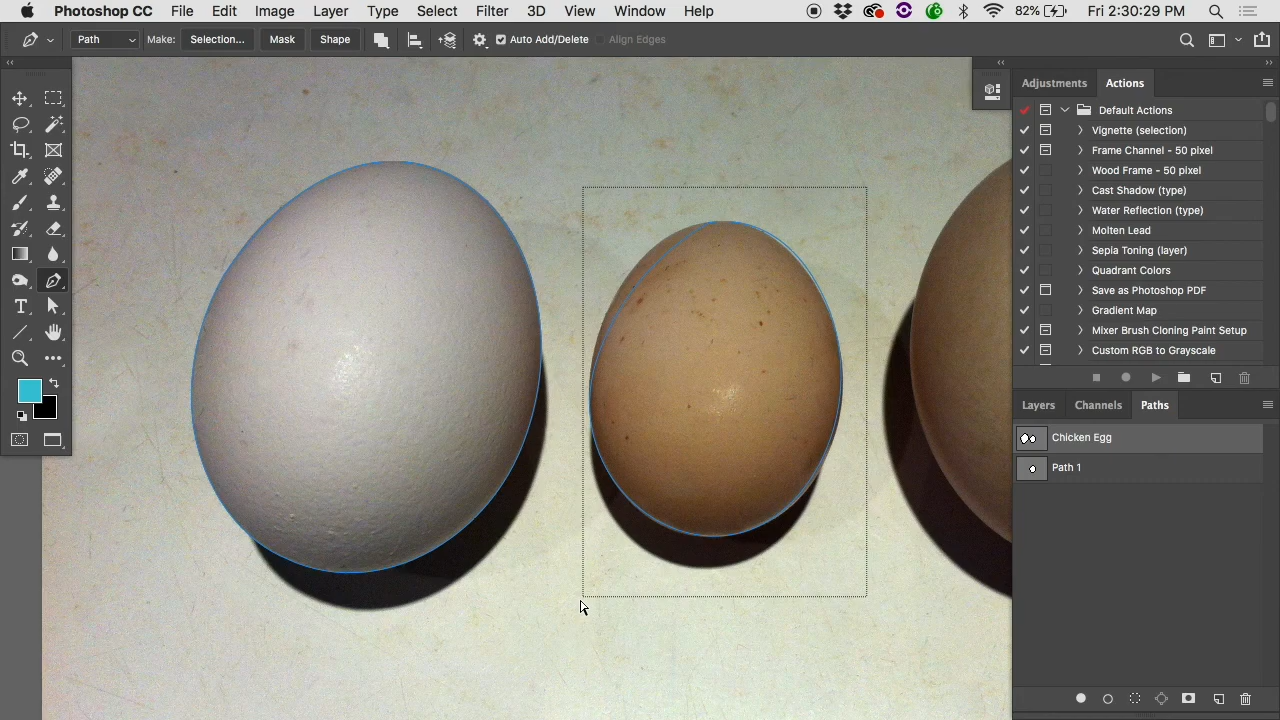 Photoshop CC File Edit Image Layer Type Select Filter 3D View Window Help 82% Fri 2:30:29 PM
Path Make: Selection... Mask Shape Auto Add/Delete Align Edges
Adjustments Actions
Default Actions
Vignette (selection)
Frame Channel - 50 pixel
Wood Frame - 50 pixel
Cast Shadow (type)
Water Reflection (type)
Molten Lead
Sepia Toning (layer)
Quadrant Colors
Save as Photoshop PDF
Gradient Map
Mixer Brush Cloning Paint Setup
Custom RGB to Grayscale
Layers Channels Paths
Chicken Egg
Path 1